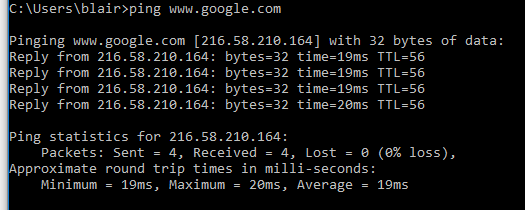 C:\Users\blair>ping www.google.com
Pinging www.google.com [216.58.210.164] with 32 bytes of data:
Reply from 216.58.210.164: bytes=32 time=19ms TTL=56
Reply from 216.58.210.164: bytes=32 time=19ms TTL=56
Reply from 216.58.210.164: bytes=32 time=19ms TTL=56
Reply from 216.58.210.164: bytes=32 time=20ms TTL=56
Ping statistics for 216.58.210.164:
    Packets: Sent = 4, Received = 4, Lost = 0 (0% loss),
Approximate round trip times in milli-seconds:
    Minimum = 19ms, Maximum = 20ms, Average = 19ms